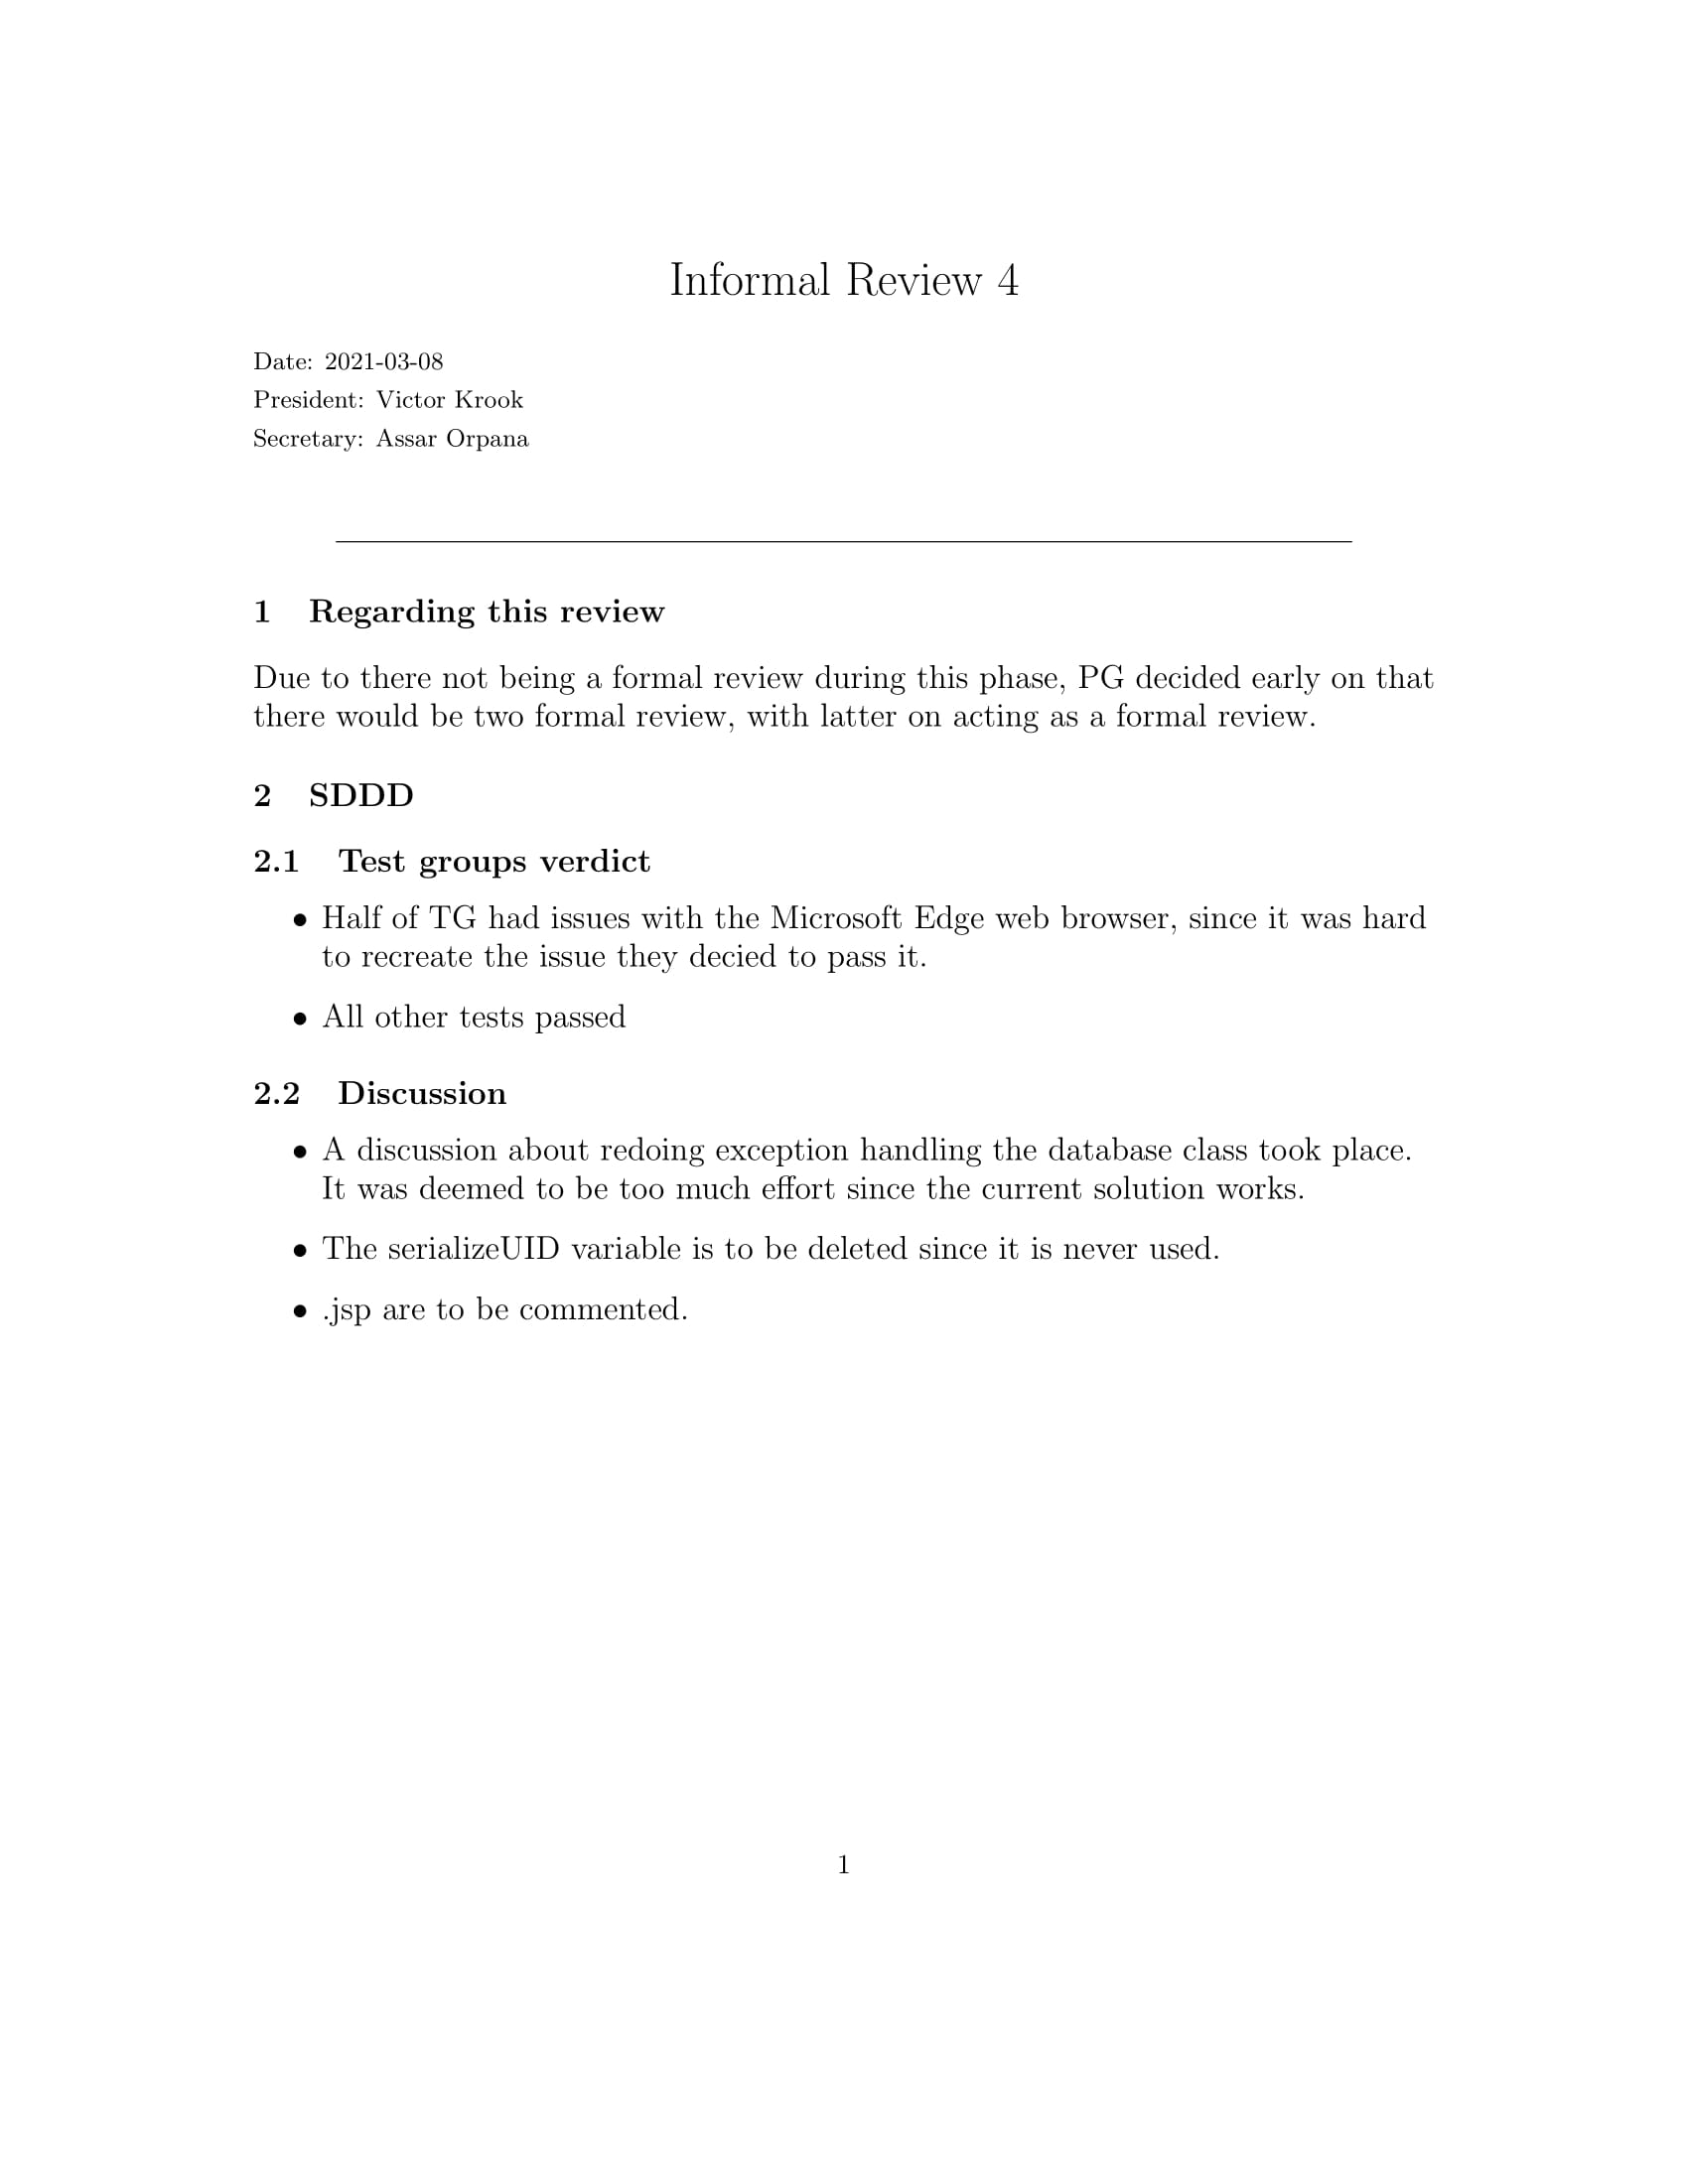 Informal Review 4
Date: 2021-03-08
President: Victor Krook
Secretary: Assar Orpana
1 Regarding this review
Due to there not being a formal review during this phase, PG decided early on that
there would be two formal review, with latter on acting as a formal review.
2 SDDD
2.1 Test groups verdict
• Half of TG had issues with the Microsoft Edge web browser, since it was hard
to recreate the issue they decied to pass it.
• All other tests passed
2.2 Discussion
• A discussion about redoing exception handling the database class took place.
It was deemed to be too much effort since the current solution works.
• The serializeUID variable is to be deleted since it is never used.
• .jsp are to be commented.
1